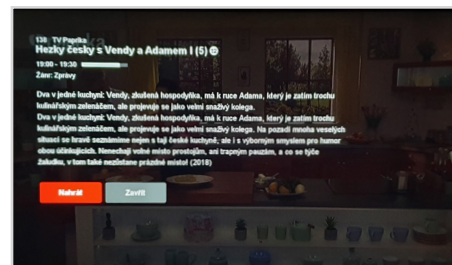 138 TV Paprika
Hezky česky s Vendy a Adamem I (5)
19:00 - 19:30
Žánr: Zprávy
Dva v jedné kuchyni: Vendy, zkušená hospodyňka, má k ruce Adama, který je zatím trochu
kulinářským zelenáčem, ale projevuje se jako velmi snaživý kolega.
Dva v jedné kuchyni: Vendy, zkušená hospodyňka, má k ruce Adama, který je zatím trochu
kulinářským zelenáčem, ale projevuje se jako velmi snaživý kolega. Na pozadí mnoha veselých
situací se hravě seznámíme nejen s taji české kuchyně, ale i s výborným smyslem pro humor
obou účinkujících. Nenechají volné místo prostojům, ani trapným pauzám, a co se týče
žaludku, v tom také nezůstane prázdné místo! (2018)
Nahrát
Zavřít